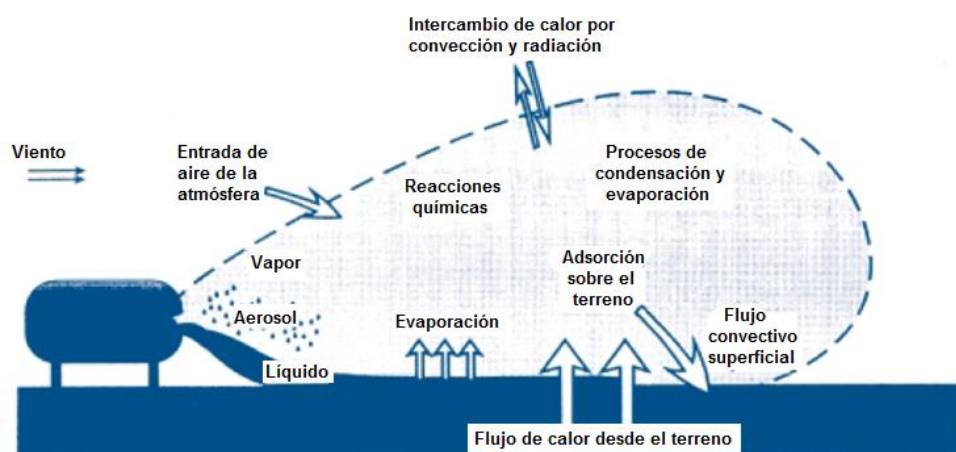 Intercambio de calor por
convección y radiación
Viento
Entrada de
aire de la
atmósfera
Reacciones
químicas
Procesos de
condensación y
evaporación
Vapor
Adsorción
sobre el
terreno
Aerosol
Evaporación
Flujo
convectivo
superficial
Líquido
Flujo de calor desde el terreno